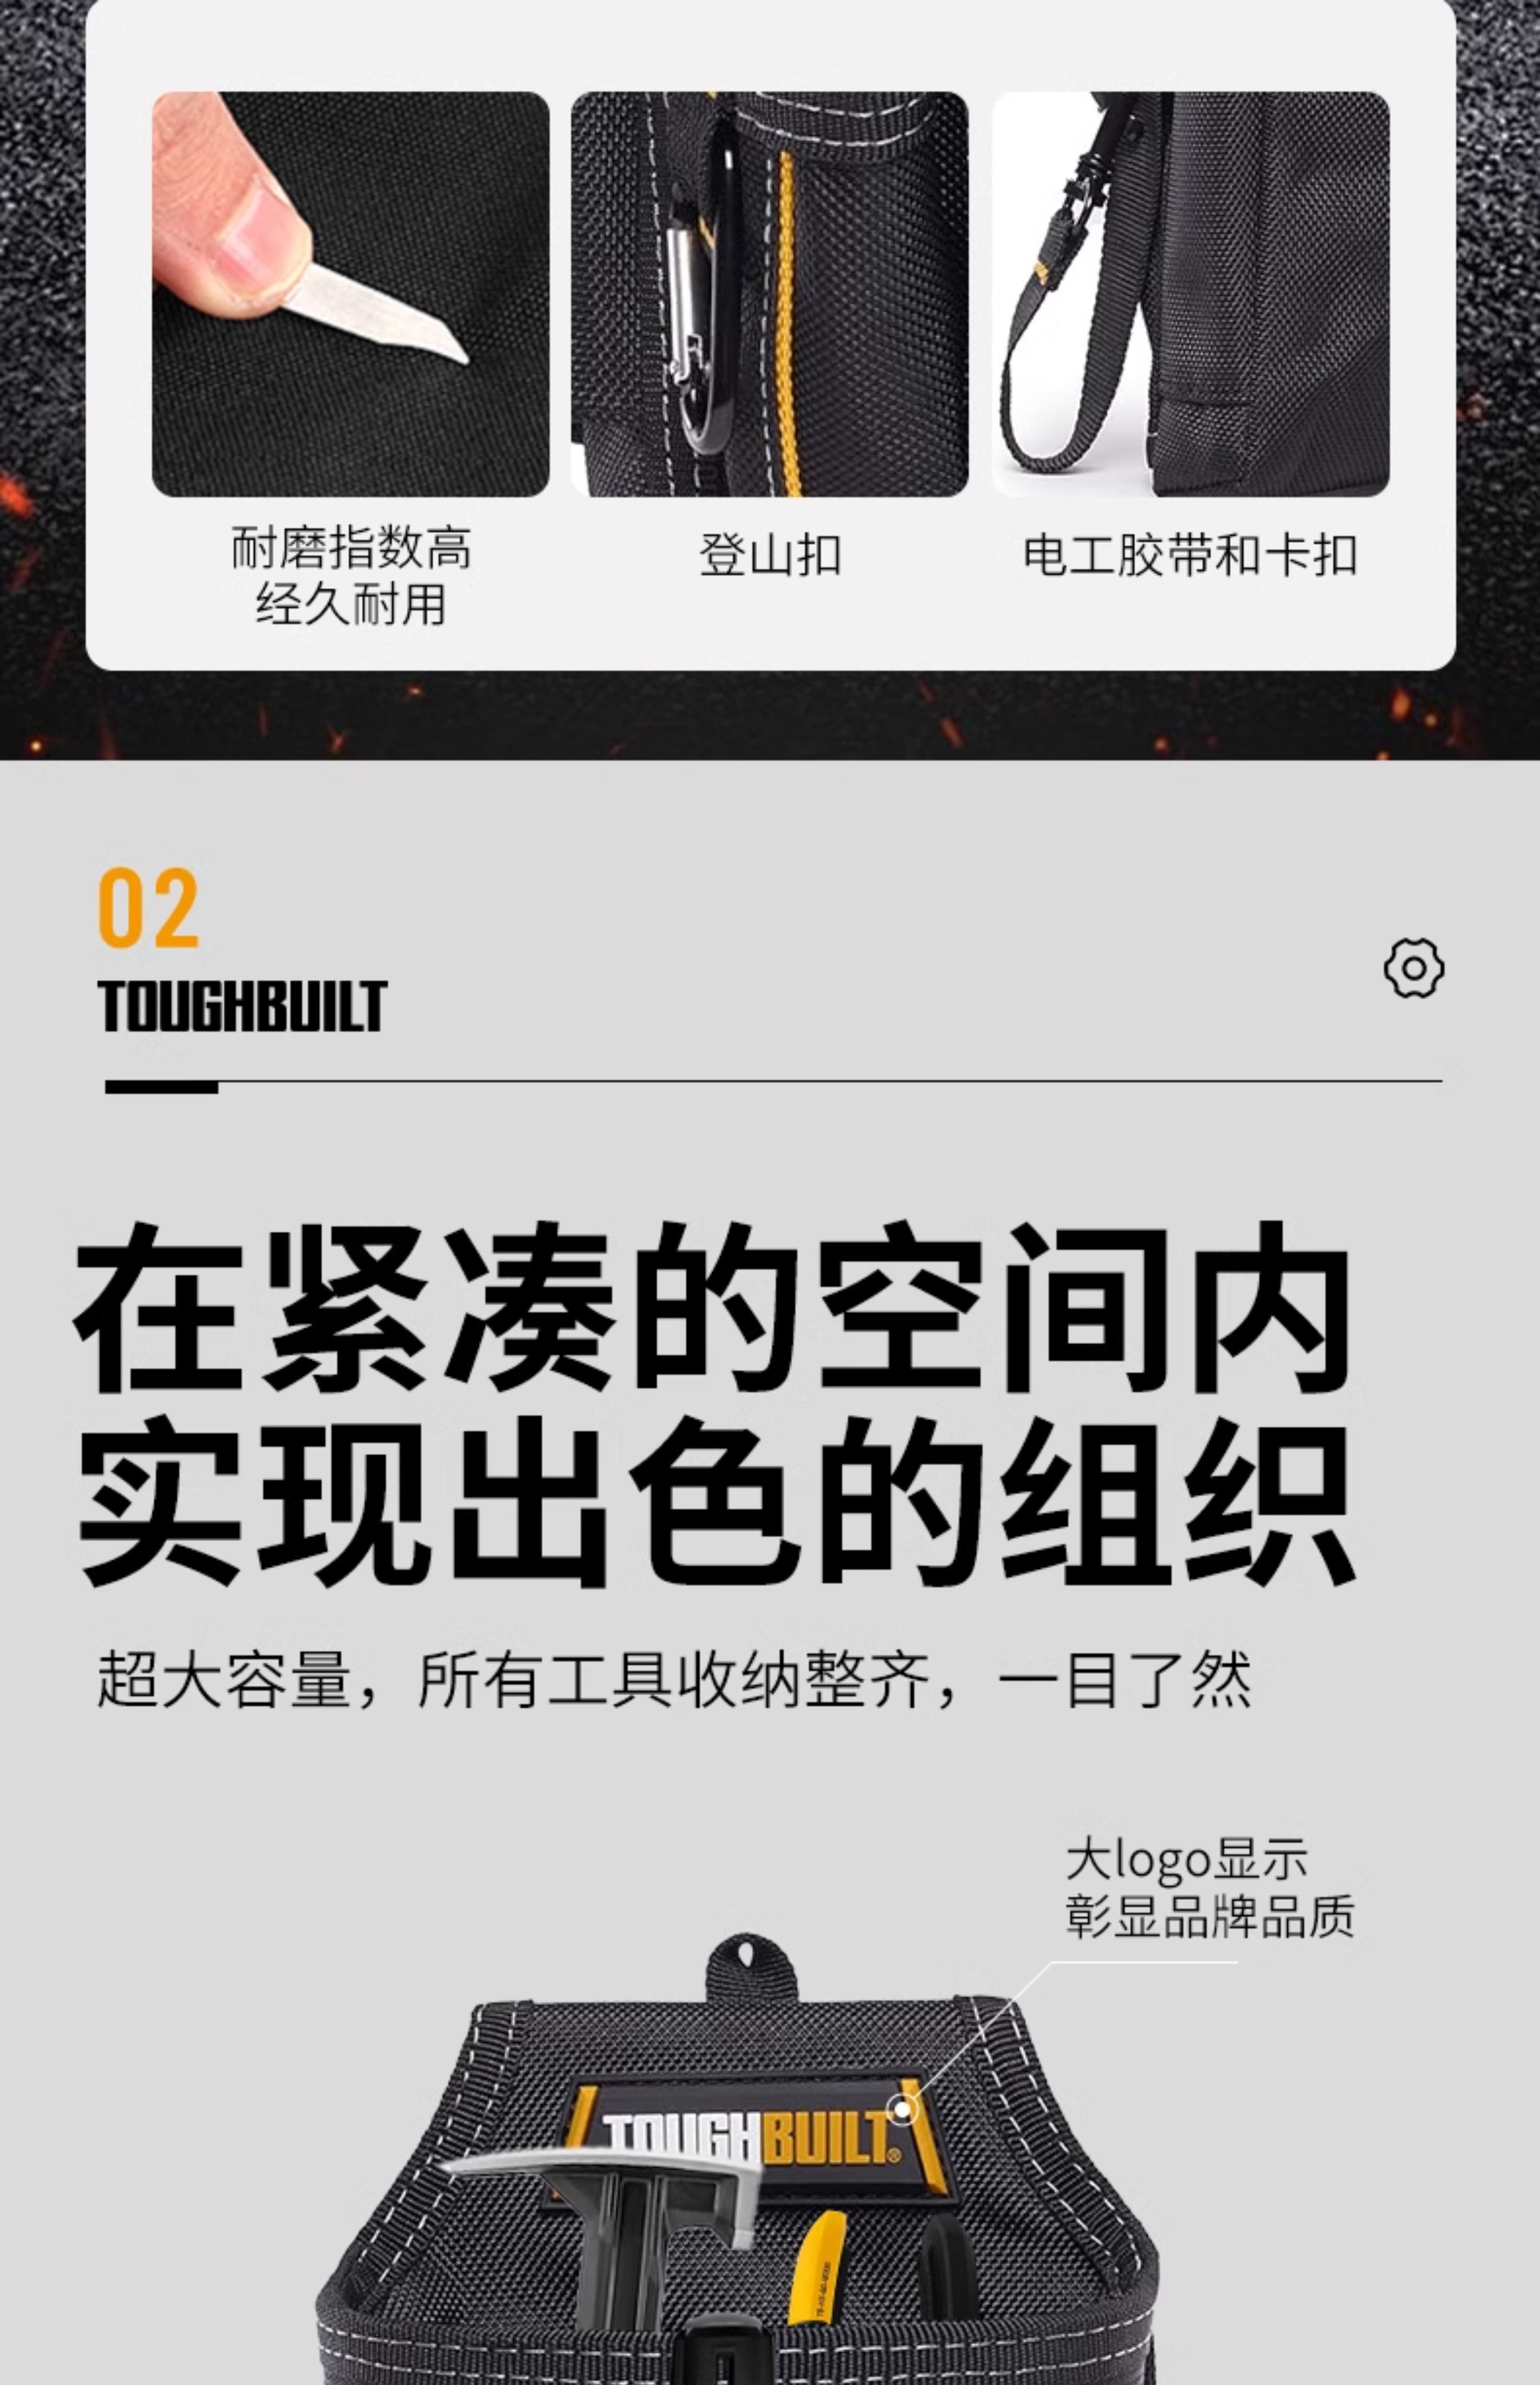 耐磨指数高
经久耐用
登山扣
电工胶带和卡扣
02
TOUGHBUILT
在紧凑的空间内
实现出色的组织
超大容量，所有工具收纳整齐，一目了然
大logo显示
彰显品牌品质
TOUGHBUILT®